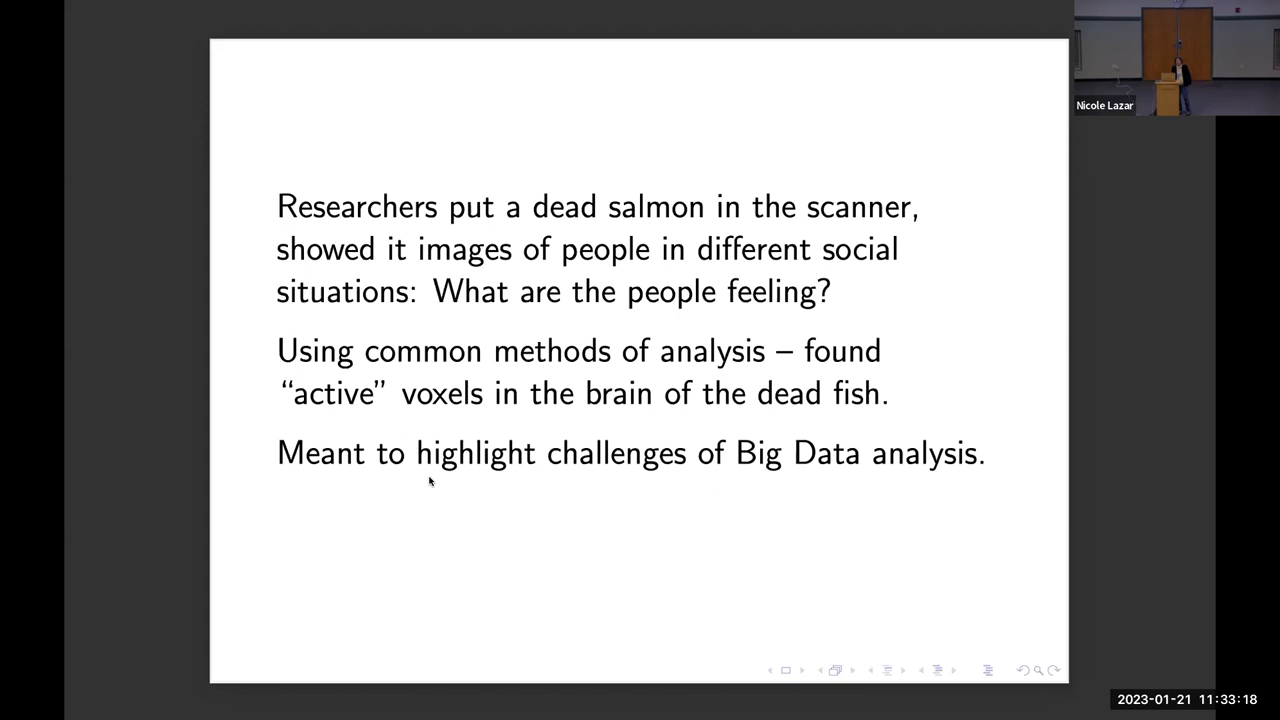 Nicole Lazar
Researchers put a dead salmon in the scanner,
showed it images of people in different social
situations: What are the people feeling?
Using common methods of analysis – found
“active” voxels in the brain of the dead fish.
Meant to highlight challenges of Big Data analysis.
2023-01-21 11:33:18